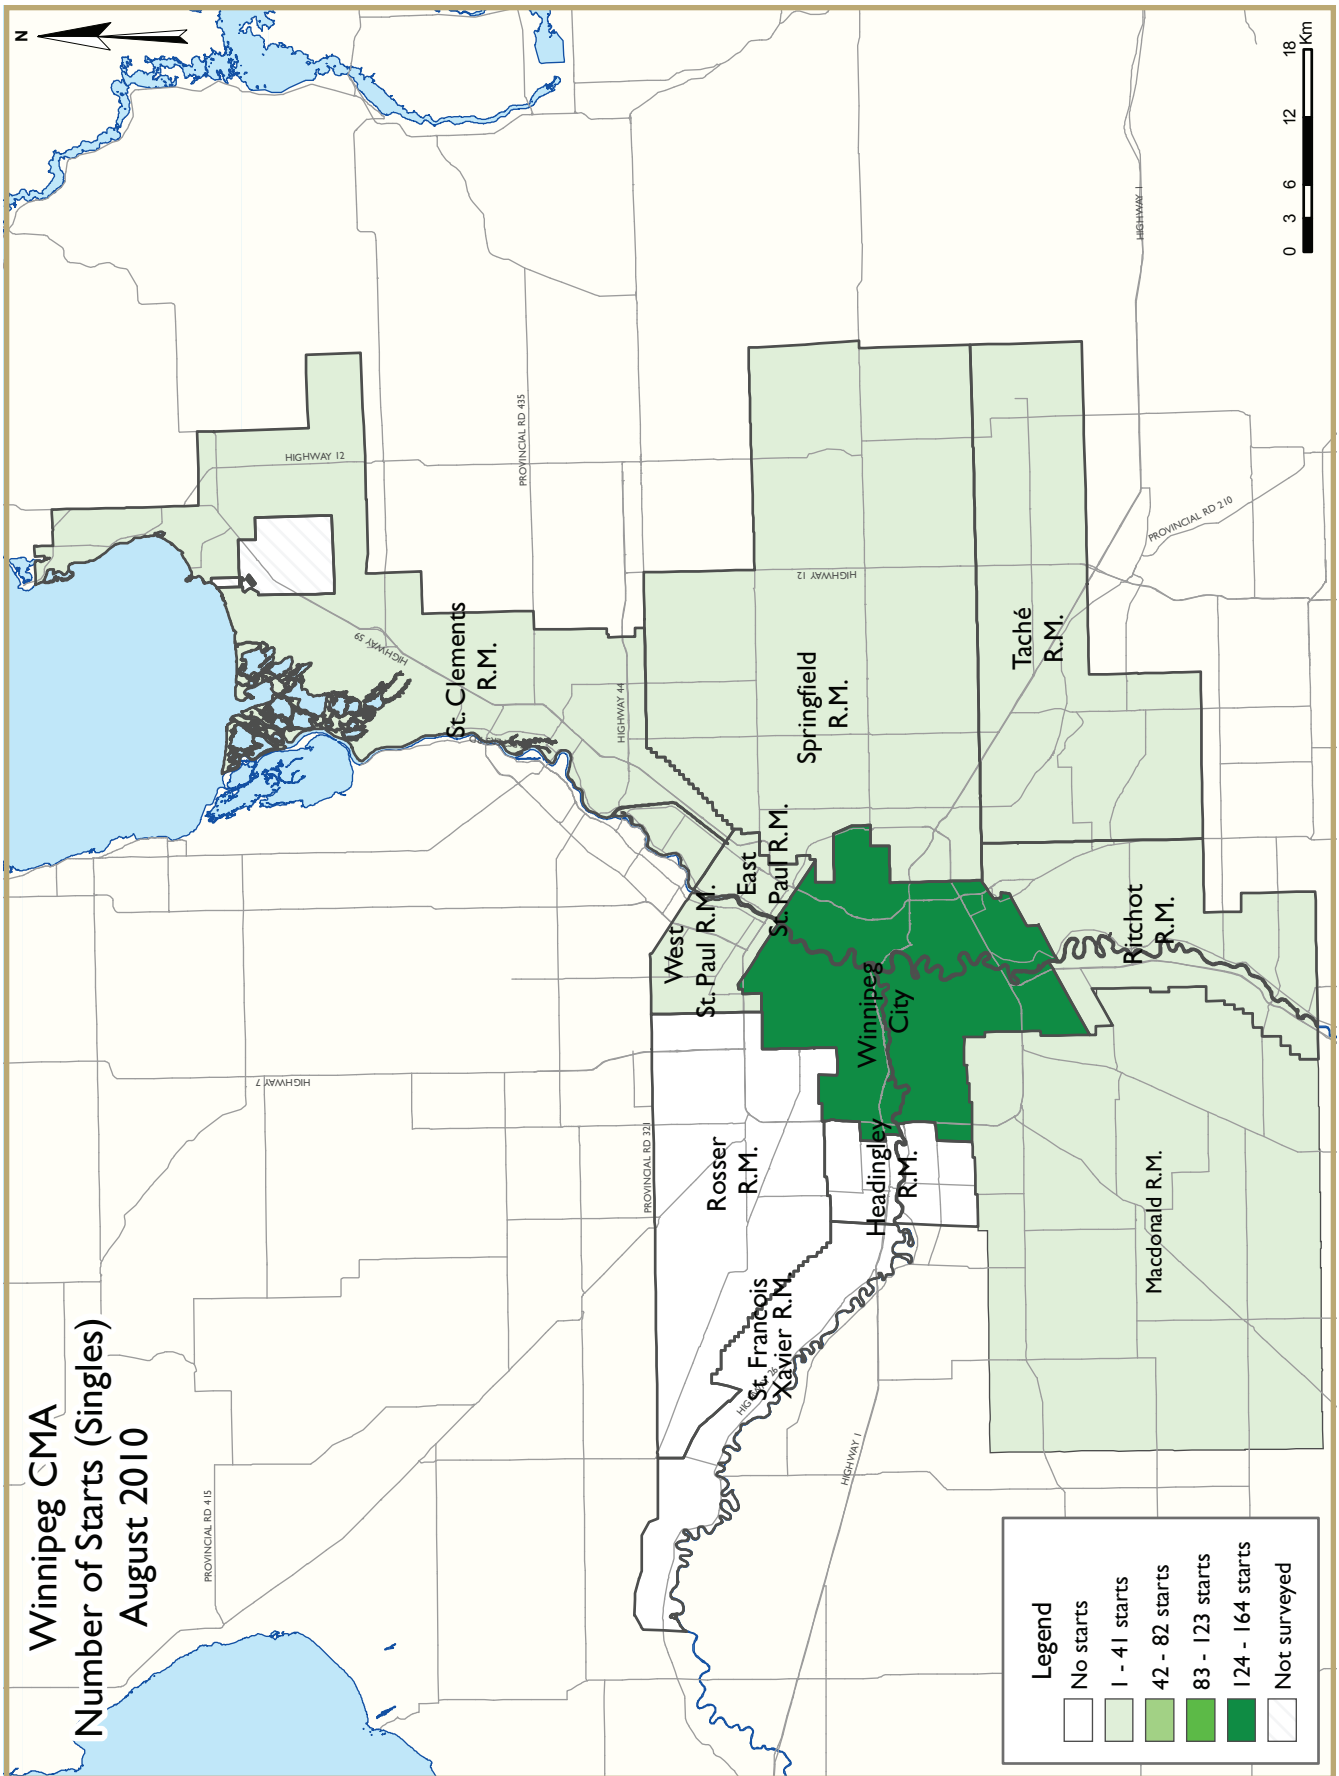 Winnipeg CMA
Number of Starts (Singles)
August 2010
N
HIGHWAY 12
PROVINCIAL RD 435
HIGHWAY 59
St. Clements
R.M.
HIGHWAY 44
PROVINCIAL RD 415
HIGHWAY 7
PROVINCIAL RD 321
West
St. Paul R.M.
East
St. Paul R.M.
Springfield
R.M.
HIGHWAY 12
Rosser
R.M.
St. Francois
Xavier R.M.
HIGHWAY 26
Headingley
R.M.
Winnipeg
City
Taché
R.M.
HIGHWAY 1
HIGHWAY 1
PROVINCIAL RD 210
Ritchot
R.M.
Macdonald R.M.
Legend
No starts
1 - 41 starts
42 - 82 starts
83 - 123 starts
124 - 164 starts
Not surveyed
0 3 6 12 18
Km